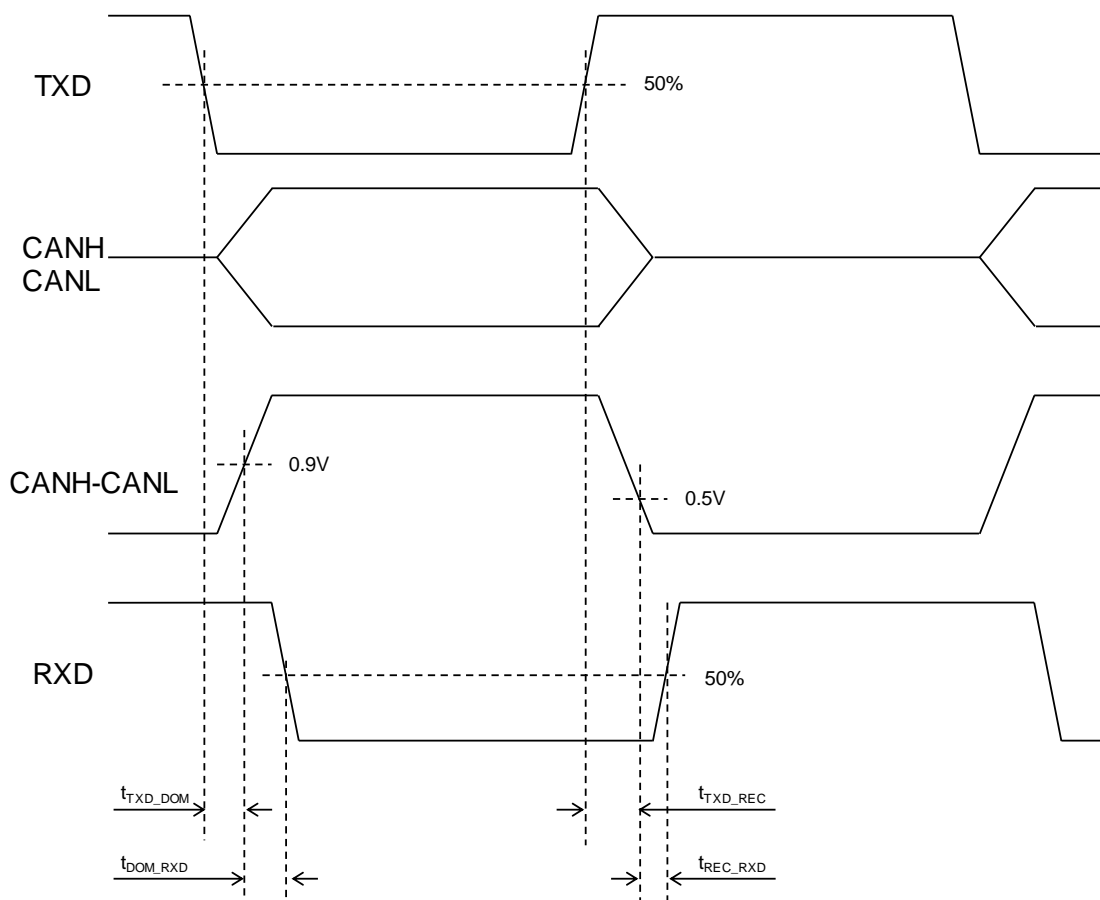 TXD
50%
CANH
CANL
0.9V
CANH-CANL
0.5V
RXD
50%
tTXD_DOM
tTXD_REC
tDOM_RXD
tREC_RXD